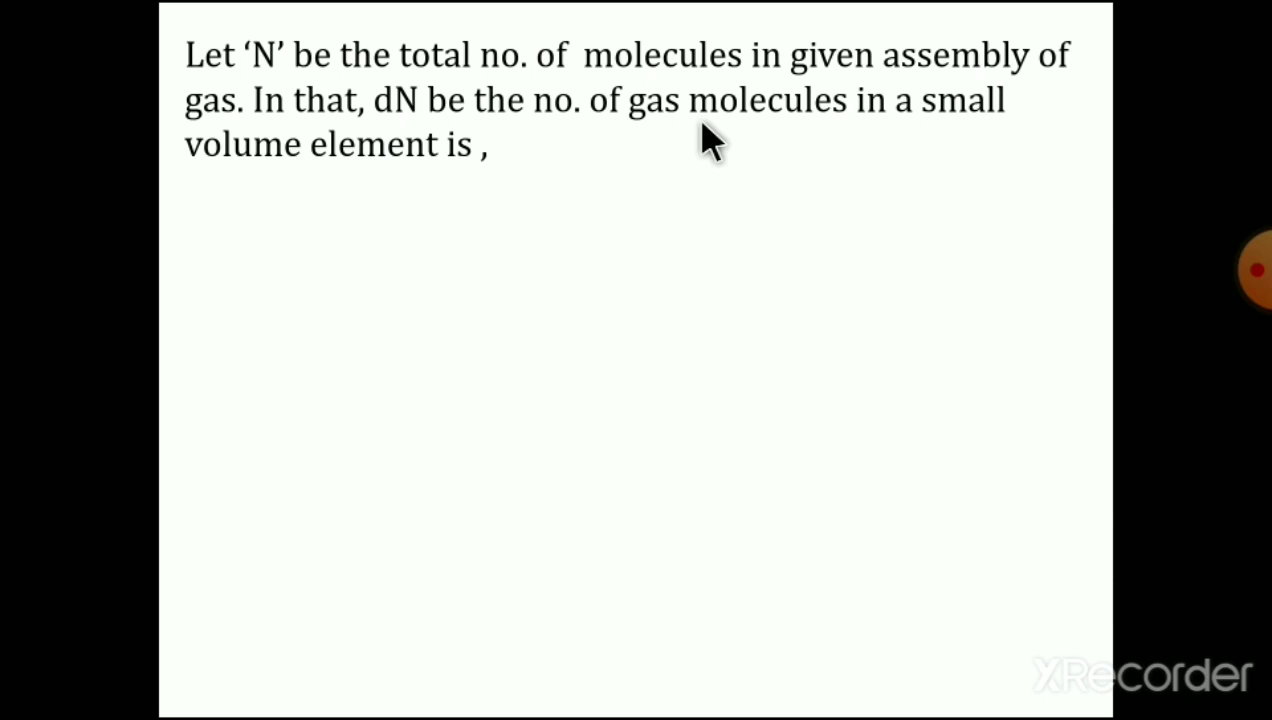 Let ‘N’ be the total no. of  molecules in given assembly of
gas. In that, dN be the no. of gas molecules in a small
volume element is ,
XRecorder